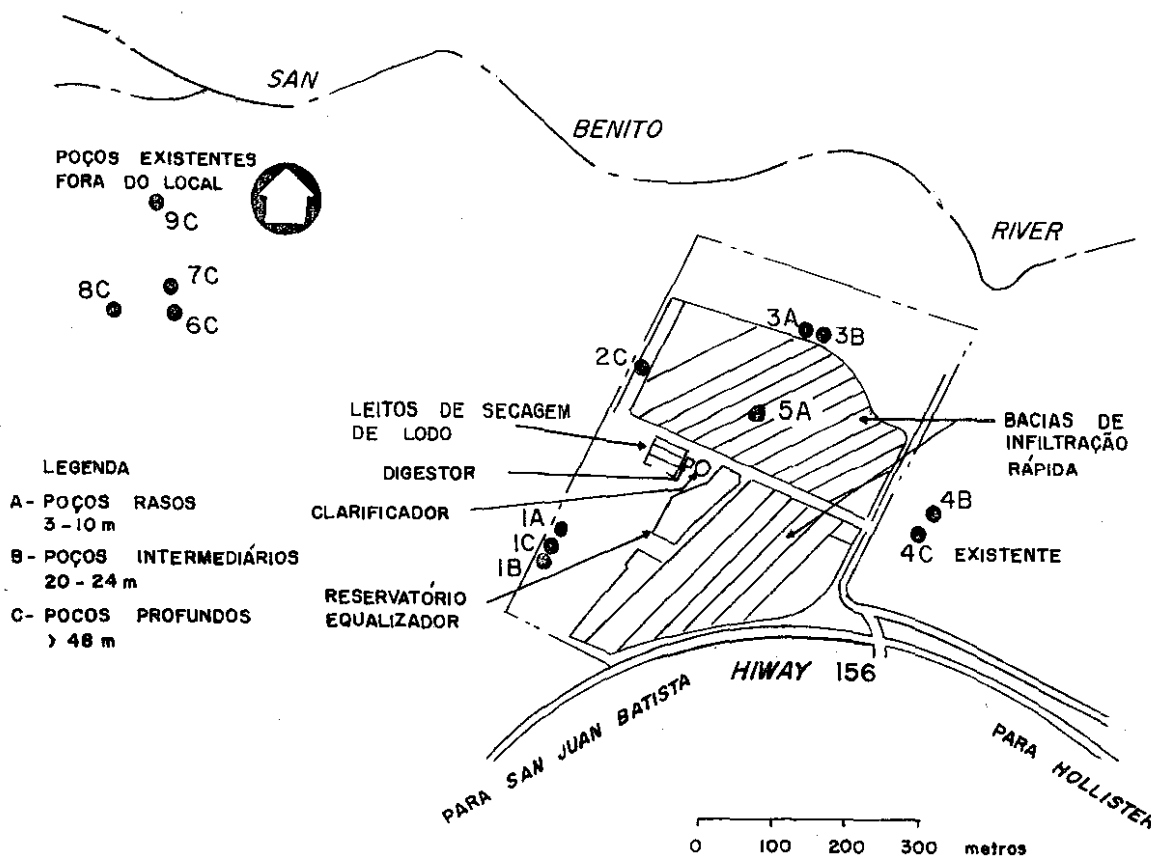 SAN
BENITO
RIVER
POÇOS EXISTENTES
FORA DO LOCAL
9C
7C
8C
6C
3A
3B
2C
5A
LEITOS DE SECAGEM
DE LODO
BACIAS DE
INFILTRAÇÃO
RÁPIDA
DIGESTOR
CLARIFICADOR
LEGENDA
A- POÇOS RASOS
3-10 m
B- POÇOS INTERMEDIÁRIOS
20-24 m
C- POCOS PROFUNDOS
> 48 m
1A
1C
1B
4B
4C EXISTENTE
RESERVATÓRIO
EQUALIZADOR
HIWAY 156
PARA SAN JUAN BATISTA
PARA HOLLISTER
0 100 200 300 metros